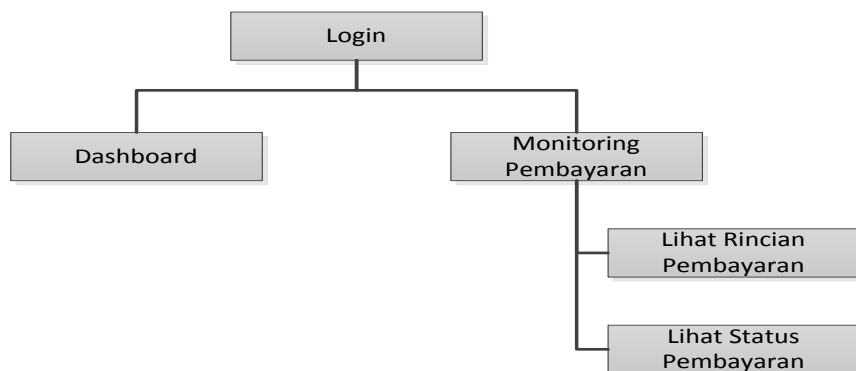 Login
Dashboard
Monitoring
Pembayaran
Lihat Rincian
Pembayaran
Lihat Status
Pembayaran